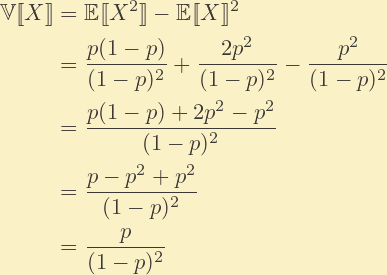 𝕍⟦X⟧ = 𝔼⟦X²⟧ − 𝔼⟦X⟧²
= p(1 − p)/(1 − p)² + 2p²/(1 − p)² − p²/(1 − p)²
= (p(1 − p) + 2p² − p²)/(1 − p)²
= (p − p² + p²)/(1 − p)²
= p/(1 − p)²